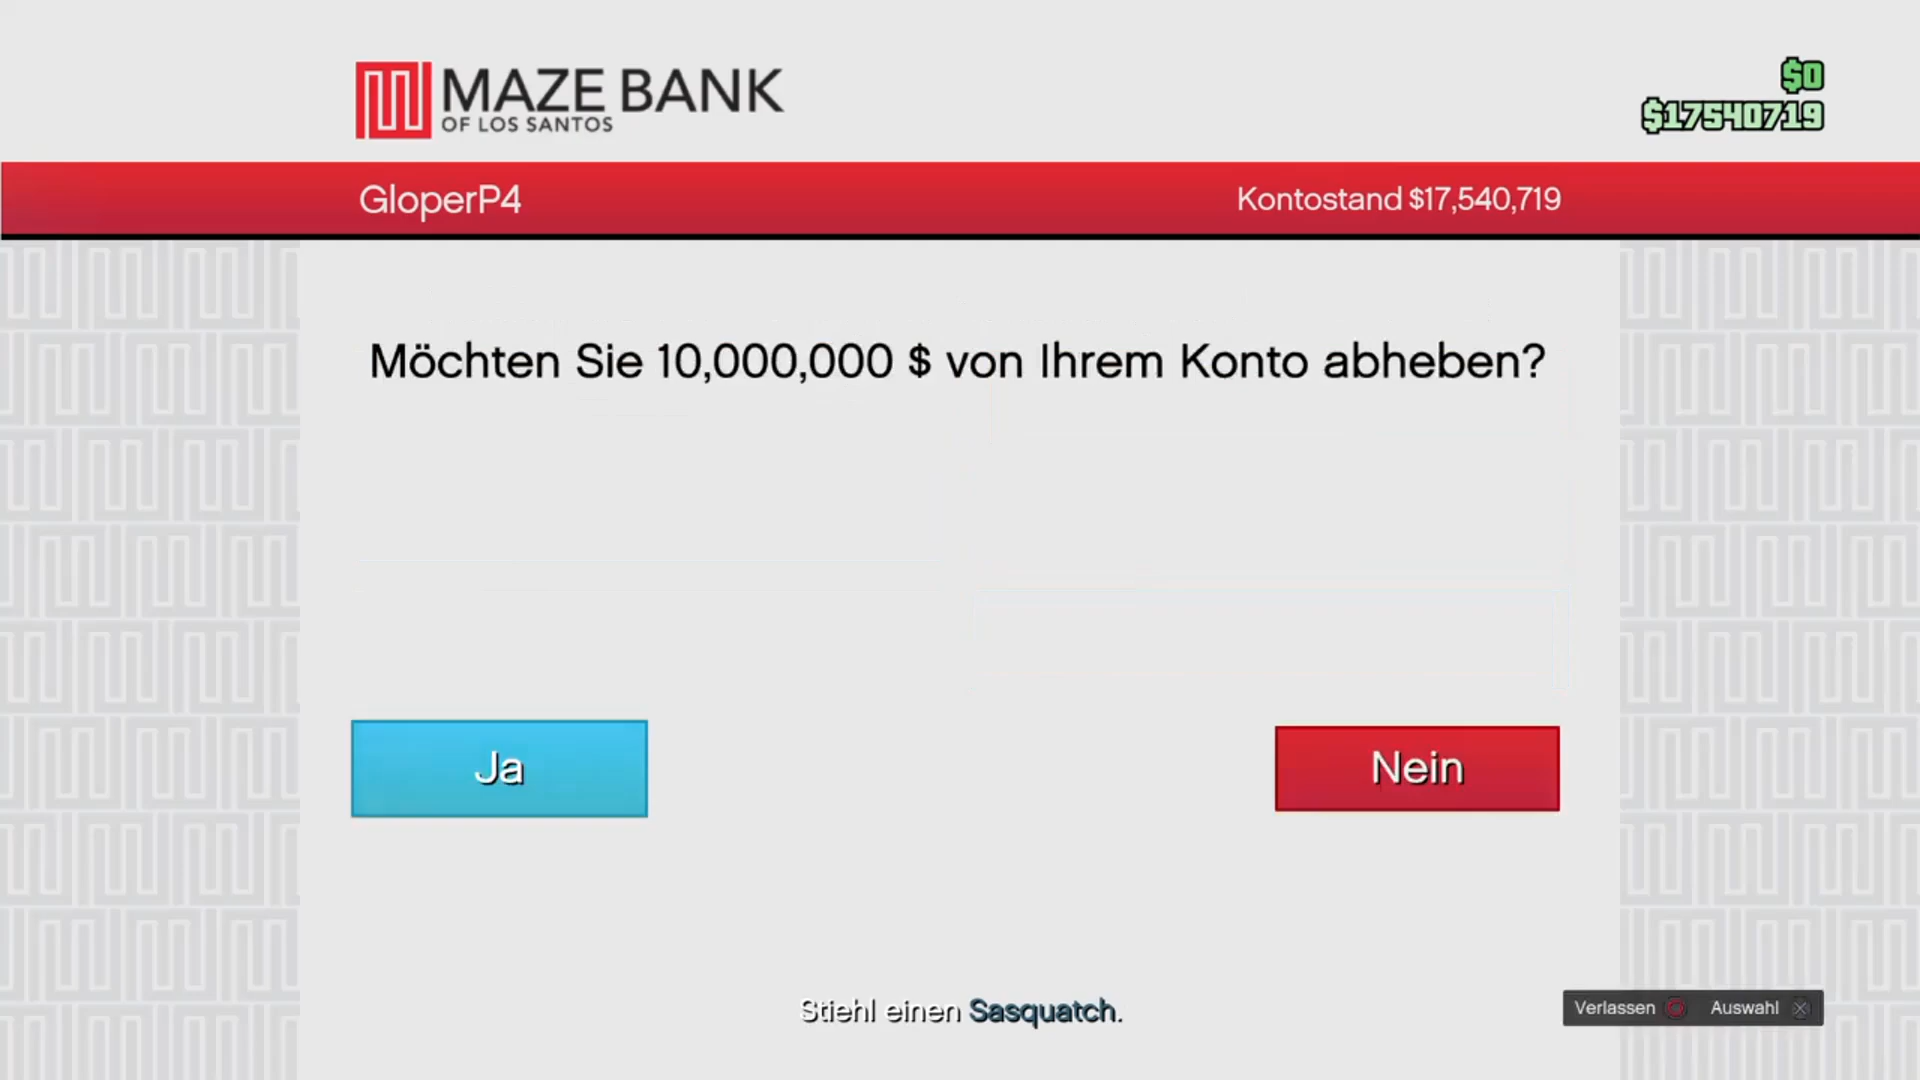 MAZE BANK
OF LOS SANTOS
$0
$17540719
GloperP4
Kontostand $17,540,719
Möchten Sie 10,000,000 $ von Ihrem Konto abheben?
Ja
Nein
Stiehl einen Sasquatch.
Verlassen
Auswahl